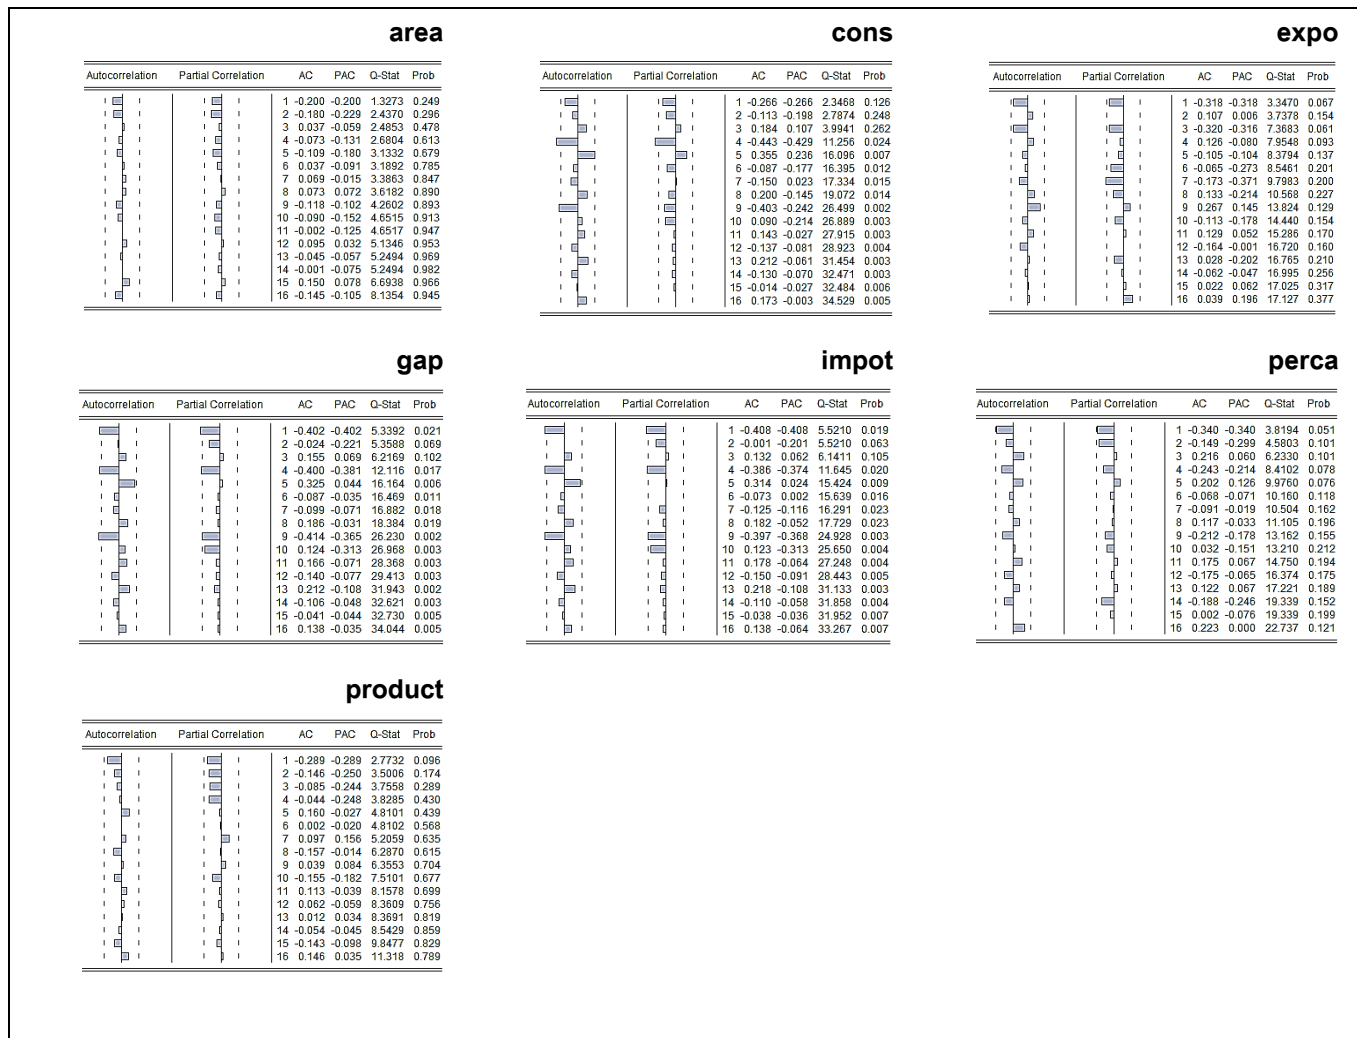 area
Autocorrelation Partial Correlation AC PAC Q-Stat Prob
1 -0.200 -0.200 1.3273 0.249
2 -0.180 -0.229 2.4370 0.296
3 0.037 -0.059 2.4853 0.478
4 -0.073 -0.131 2.6804 0.613
5 -0.109 -0.180 3.1332 0.679
6 0.037 -0.091 3.1892 0.785
7 0.069 -0.015 3.3863 0.847
8 0.073 0.072 3.6182 0.890
9 -0.118 -0.102 4.2602 0.893
10 -0.090 -0.152 4.6515 0.913
11 -0.002 -0.125 4.6517 0.947
12 0.095 0.032 5.1346 0.953
13 -0.045 -0.057 5.2494 0.969
14 -0.001 -0.075 5.2494 0.982
15 0.150 0.078 6.6938 0.966
16 -0.145 -0.105 8.1354 0.945
cons
Autocorrelation Partial Correlation AC PAC Q-Stat Prob
1 -0.266 -0.266 2.3468 0.126
2 -0.113 -0.198 2.7874 0.248
3 0.184 0.107 3.9941 0.262
4 -0.443 -0.429 11.256 0.024
5 0.355 0.236 16.096 0.007
6 -0.087 -0.177 16.395 0.012
7 -0.150 0.023 17.334 0.015
8 0.200 -0.145 19.072 0.014
9 -0.403 -0.242 26.499 0.002
10 0.090 -0.214 26.889 0.003
11 0.143 -0.027 27.915 0.003
12 -0.137 -0.081 28.923 0.004
13 0.212 -0.061 31.454 0.003
14 -0.130 -0.070 32.471 0.003
15 -0.014 -0.027 32.484 0.006
16 0.173 -0.003 34.529 0.005
expo
Autocorrelation Partial Correlation AC PAC Q-Stat Prob
1 -0.318 -0.318 3.3470 0.067
2 0.107 0.006 3.7378 0.154
3 -0.320 -0.316 7.3683 0.061
4 0.126 -0.080 7.9548 0.093
5 -0.105 -0.104 8.3794 0.137
6 -0.065 -0.273 8.5461 0.201
7 -0.173 -0.371 9.7983 0.200
8 0.133 -0.214 10.568 0.227
9 0.267 0.145 13.824 0.129
10 -0.113 -0.178 14.440 0.154
11 0.129 0.052 15.286 0.170
12 -0.164 -0.001 16.720 0.160
13 0.028 -0.202 16.765 0.210
14 -0.062 -0.047 16.995 0.256
15 0.022 0.062 17.025 0.317
16 0.039 0.196 17.127 0.377
gap
Autocorrelation Partial Correlation AC PAC Q-Stat Prob
1 -0.402 -0.402 5.3392 0.021
2 -0.024 -0.221 5.3588 0.069
3 0.155 0.069 6.2169 0.102
4 -0.400 -0.381 12.116 0.017
5 0.325 0.044 16.164 0.006
6 -0.087 -0.035 16.469 0.011
7 -0.099 -0.071 16.882 0.018
8 0.186 -0.031 18.384 0.019
9 -0.414 -0.365 26.230 0.002
10 0.124 -0.313 26.968 0.003
11 0.166 -0.071 28.368 0.003
12 -0.140 -0.077 29.413 0.003
13 0.212 -0.108 31.943 0.002
14 -0.106 -0.048 32.621 0.003
15 -0.041 -0.044 32.730 0.005
16 0.138 -0.035 34.044 0.005
impot
Autocorrelation Partial Correlation AC PAC Q-Stat Prob
1 -0.408 -0.408 5.5210 0.019
2 -0.001 -0.201 5.5210 0.063
3 0.132 0.062 6.1411 0.105
4 -0.386 -0.374 11.645 0.020
5 0.314 0.024 15.424 0.009
6 -0.073 0.002 15.639 0.016
7 -0.125 -0.116 16.291 0.023
8 0.182 -0.052 17.729 0.023
9 -0.397 -0.368 24.928 0.003
10 0.123 -0.313 25.650 0.004
11 0.178 -0.064 27.248 0.004
12 -0.150 -0.091 28.443 0.005
13 0.218 -0.108 31.133 0.003
14 -0.110 -0.058 31.858 0.004
15 -0.038 -0.036 31.952 0.007
16 0.138 -0.064 33.267 0.007
perca
Autocorrelation Partial Correlation AC PAC Q-Stat Prob
1 -0.340 -0.340 3.8194 0.051
2 -0.149 -0.299 4.5803 0.101
3 0.216 0.060 6.2330 0.101
4 -0.243 -0.214 8.4102 0.078
5 0.202 0.126 9.9760 0.076
6 -0.068 -0.071 10.160 0.118
7 -0.091 -0.019 10.504 0.162
8 0.117 -0.033 11.105 0.196
9 -0.212 -0.178 13.162 0.155
10 0.032 -0.151 13.210 0.212
11 0.175 0.067 14.750 0.194
12 -0.175 -0.065 16.374 0.175
13 0.122 0.067 17.221 0.189
14 -0.188 -0.246 19.339 0.152
15 0.002 -0.076 19.339 0.199
16 0.223 0.000 22.737 0.121
product
Autocorrelation Partial Correlation AC PAC Q-Stat Prob
1 -0.289 -0.289 2.7732 0.096
2 -0.146 -0.250 3.5006 0.174
3 -0.085 -0.244 3.7558 0.289
4 -0.044 -0.248 3.8285 0.430
5 0.160 -0.027 4.8101 0.439
6 0.002 -0.020 4.8102 0.568
7 0.097 0.156 5.2059 0.635
8 -0.157 -0.014 6.2870 0.615
9 0.039 0.084 6.3553 0.704
10 -0.155 -0.182 7.5101 0.677
11 0.113 -0.039 8.1578 0.699
12 0.062 -0.059 8.3609 0.756
13 0.012 0.034 8.3691 0.819
14 -0.054 -0.045 8.5429 0.859
15 -0.143 -0.098 9.8477 0.829
16 0.146 0.035 11.318 0.789